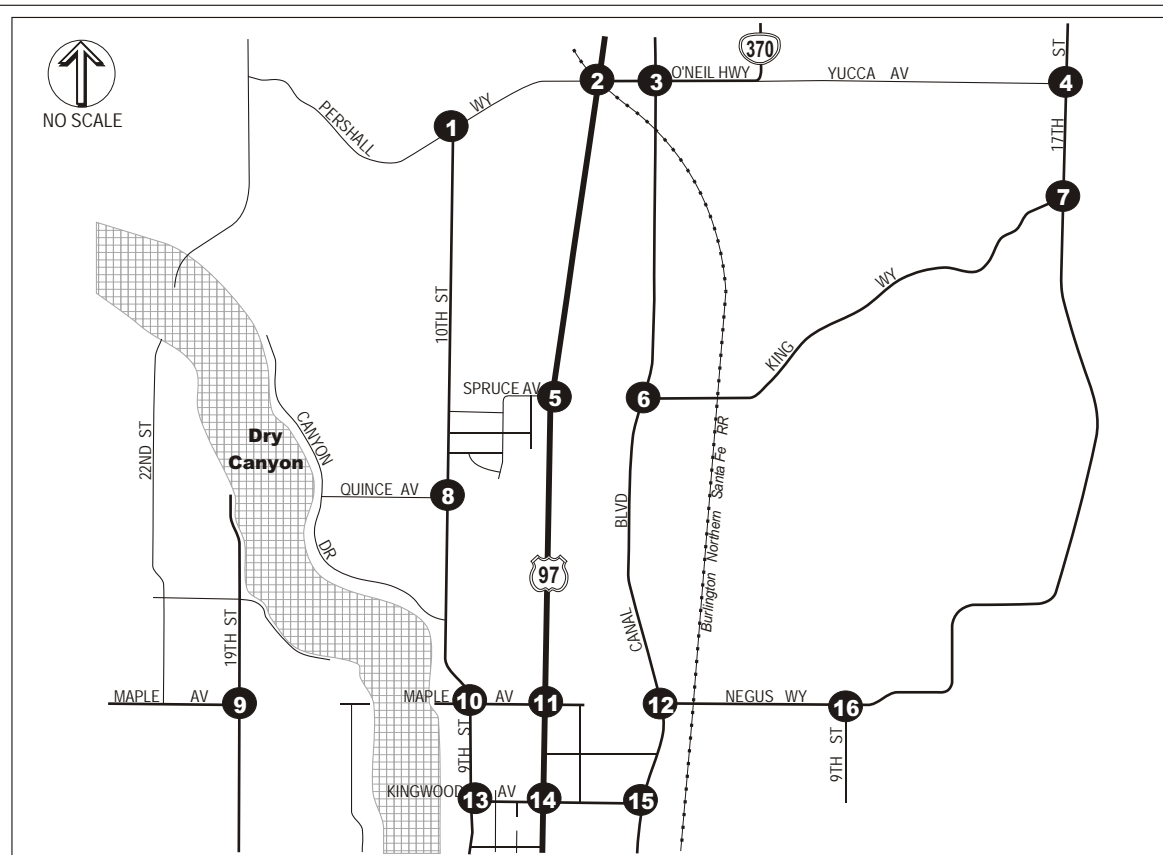 370
2
3
O'NEIL HWY
YUCCA AV
4
17TH ST
NO SCALE
PERSHALL WY
1
7
10TH ST
KING WY
SPRUCE AV
5
6
22ND ST
Dry
Canyon
CANYON DR
QUINCE AV
8
BLVD
CANAL
Burlington Northern Santa Fe RR
97
19TH ST
MAPLE AV
9
MAPLE AV
10
11
12
NEGUS WY
16
9TH ST
9TH ST
KINGWOOD AV
13
14
15